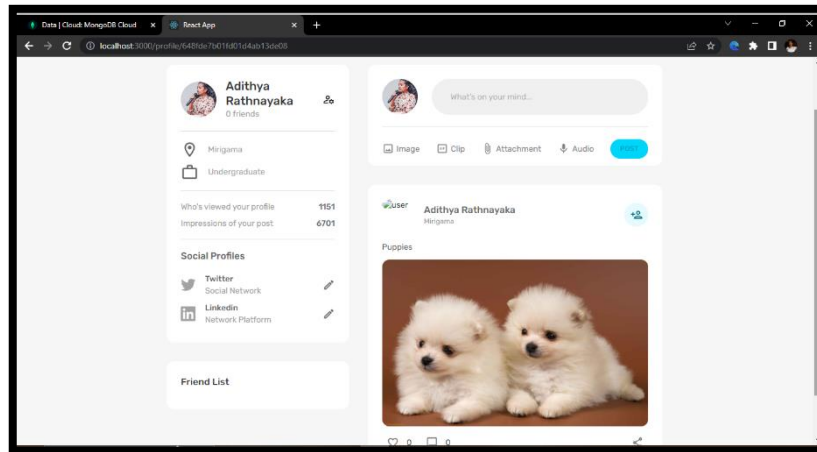 Data | Cloud: MongoDB Cloud
React App
localhost:3000/profile/648fde7b01fd01d4ab13de08
Adithya
Rathnayaka
0 friends
Mirigama
Undergraduate
Who's viewed your profile 1151
Impressions of your post 6701
Social Profiles
Twitter
Social Network
Linkedin
Network Platform
Friend List
What's on your mind...
Image Clip Attachment Audio POST
user
Adithya Rathnayaka
Mirigama
Puppies
0 0